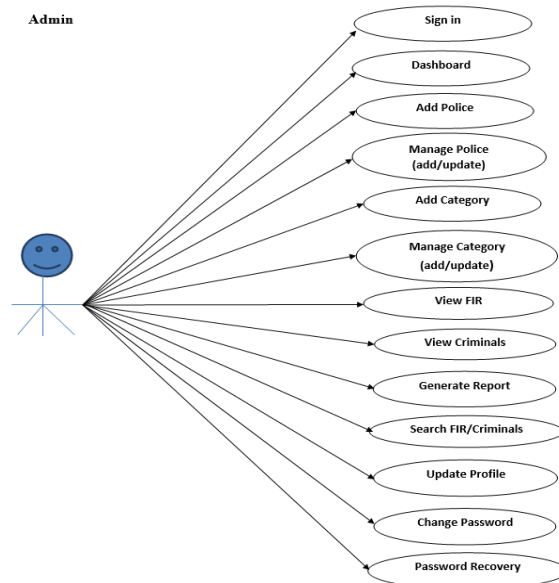 Admin
Sign in
Dashboard
Add Police
Manage Police
(add/update)
Add Category
Manage Category
(add/update)
View FIR
View Criminals
Generate Report
Search FIR/Criminals
Update Profile
Change Password
Password Recovery